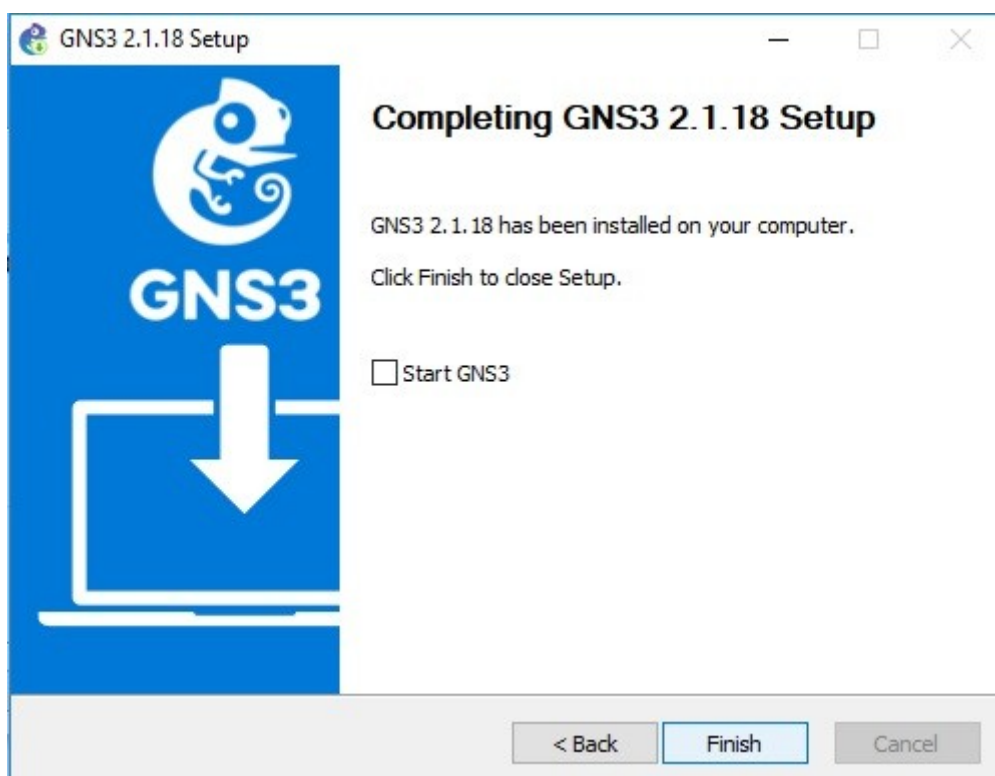 GNS3 2.1.18 Setup
GNS3
Completing GNS3 2.1.18 Setup
GNS3 2.1.18 has been installed on your computer.
Click Finish to close Setup.
Start GNS3
< Back
Finish
Cancel